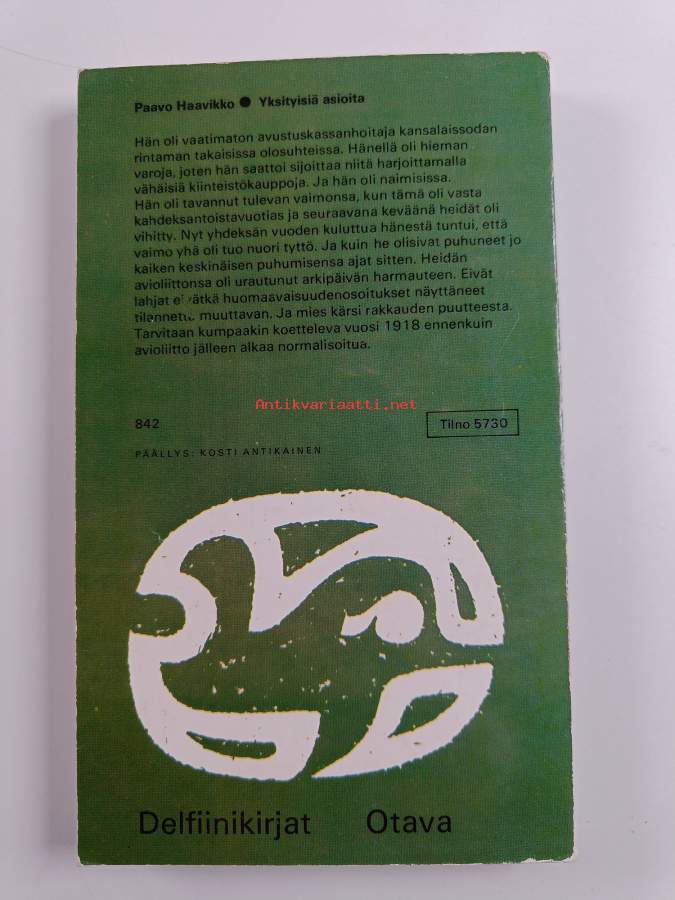 Paavo Haavikko ● Yksityisiä asioita
Hän oli vaatimaton avustuskassanhoitaja kansalaissodan
rintaman takaisissa olosuhteissa. Hänellä oli hieman
varoja, joten hän saattoi sijoittaa niitä harjoittamalla
vähäisiä kiinteistökauppoja. Ja hän oli naimisissa.
Hän oli tavannut tulevan vaimonsa, kun tämä oli vasta
kahdeksantoistavuotias ja seuraavana keväänä heidät oli
vihitty. Nyt yhdeksän vuoden kuluttua hänestä tuntui, että
vaimo yhä oli tuo nuori tyttö. Ja kuin he olisivat puhuneet jo
kaiken keskinäisen puhumisensa ajat sitten. Heidän
avioliittonsa oli urautunut arkipäivän harmauteen. Eivät
lahjat eivätkä huomaavaisuudenosoitukset näyttäneet
tilannetta muuttavan. Ja mies kärsi rakkauden puutteesta.
Tarvitaan kumpaakin koetteleva vuosi 1918 ennenkuin
avioliitto jälleen alkaa normalisoitua.
Antikvariaatti.net
842
Tilno 5730
PÄÄLLYS: KOSTI ANTIKAINEN
Delfiinikirjat Otava